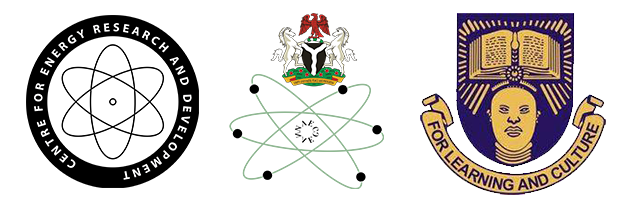 CENTRE FOR ENERGY RESEARCH AND DEVELOPMENT
FOR LEARNING AND CULTURE